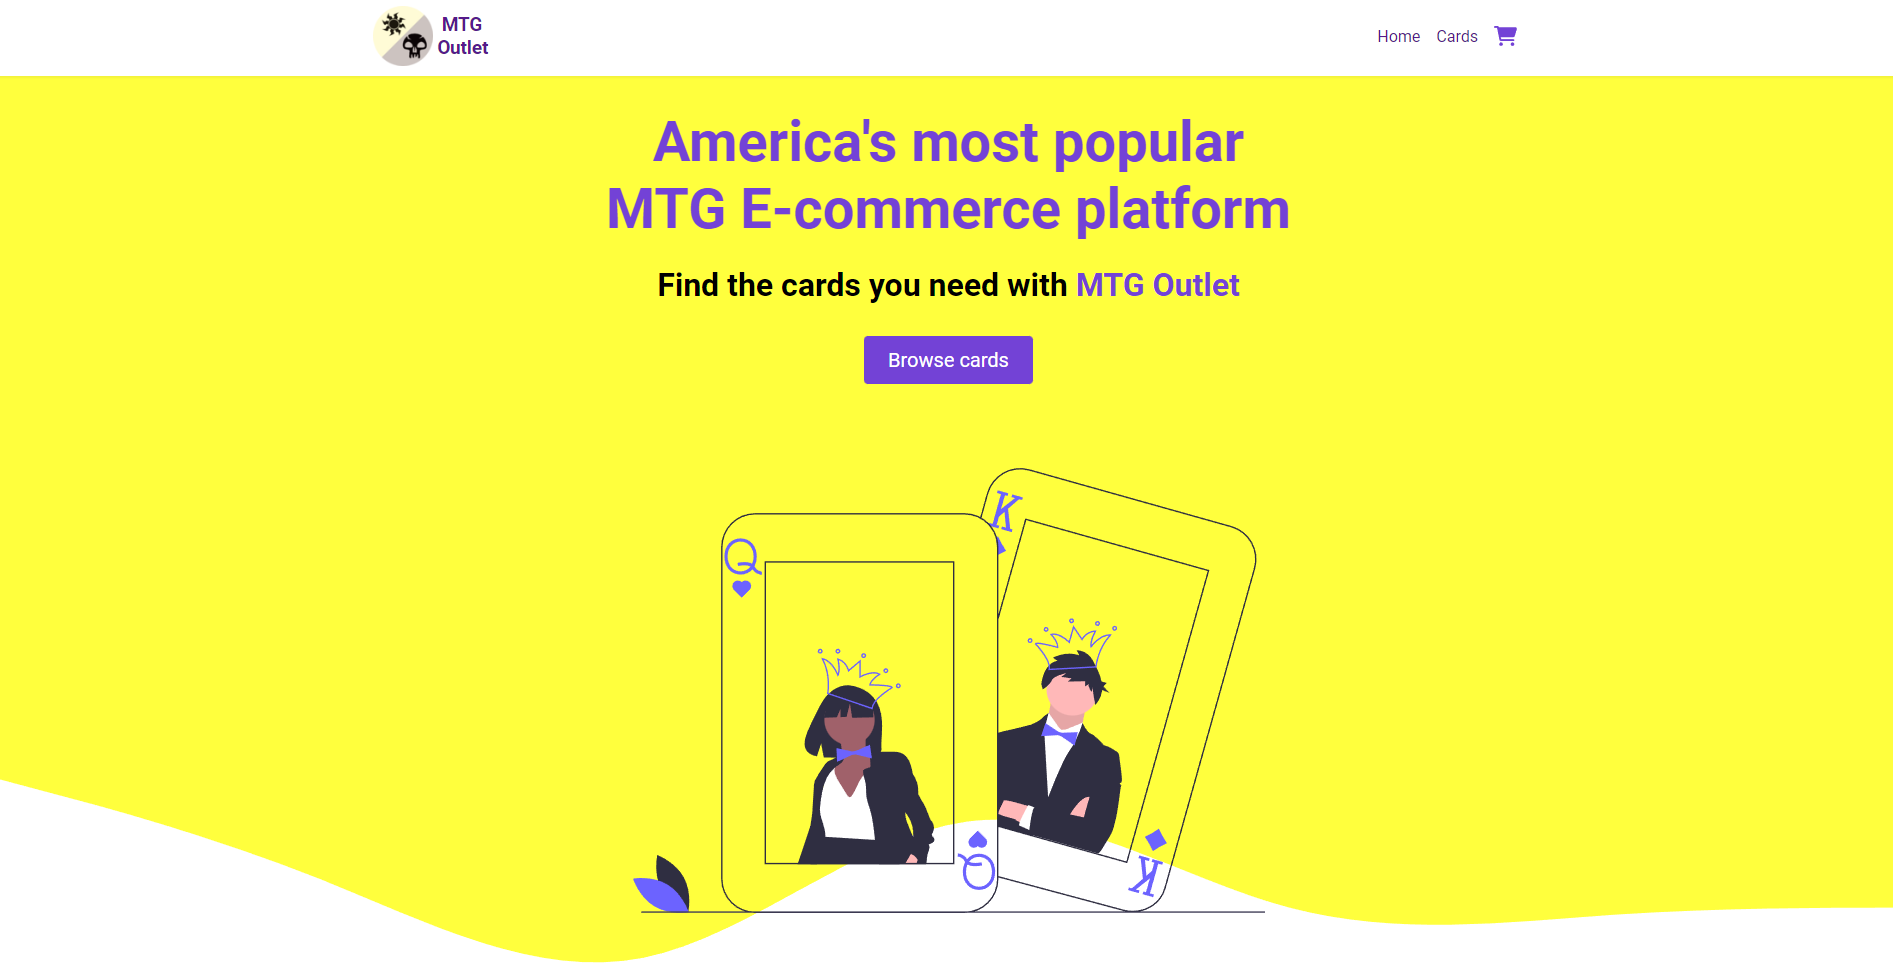 MTG
Outlet
Home Cards
America's most popular
MTG E-commerce platform
Find the cards you need with MTG Outlet
Browse cards
K
Q
Q
K